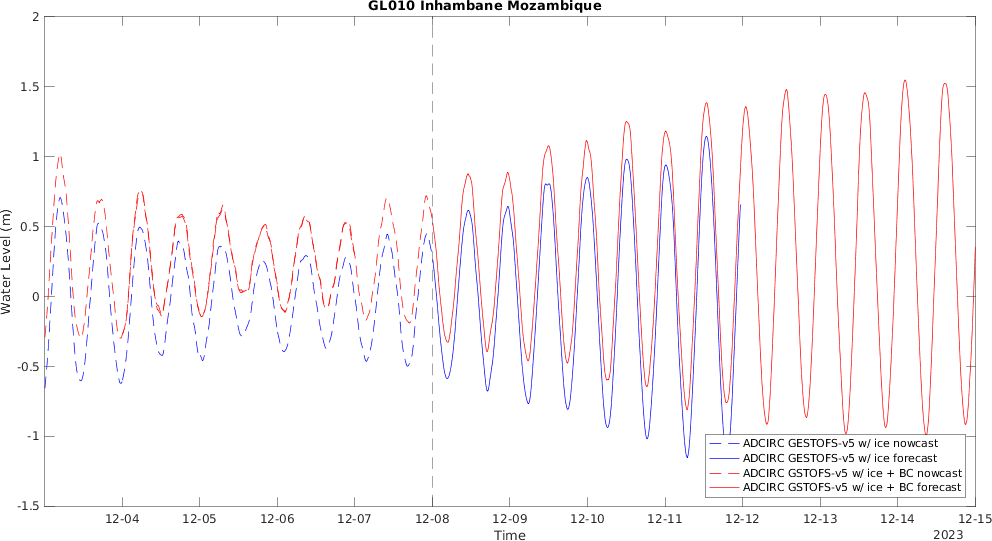 GL010 Inhambane Mozambique
2
1.5
1
0.5
0
-0.5
-1
-1.5
Water Level (m)
ADCIRC GESTOFS-v5 w/ ice nowcast
ADCIRC GESTOFS-v5 w/ ice forecast
ADCIRC GSTOFS-v5 w/ ice + BC nowcast
ADCIRC GSTOFS-v5 w/ ice + BC forecast
12-04 12-05 12-06 12-07 12-08 12-09 12-10 12-11 12-12 12-13 12-14 12-15
Time
2023